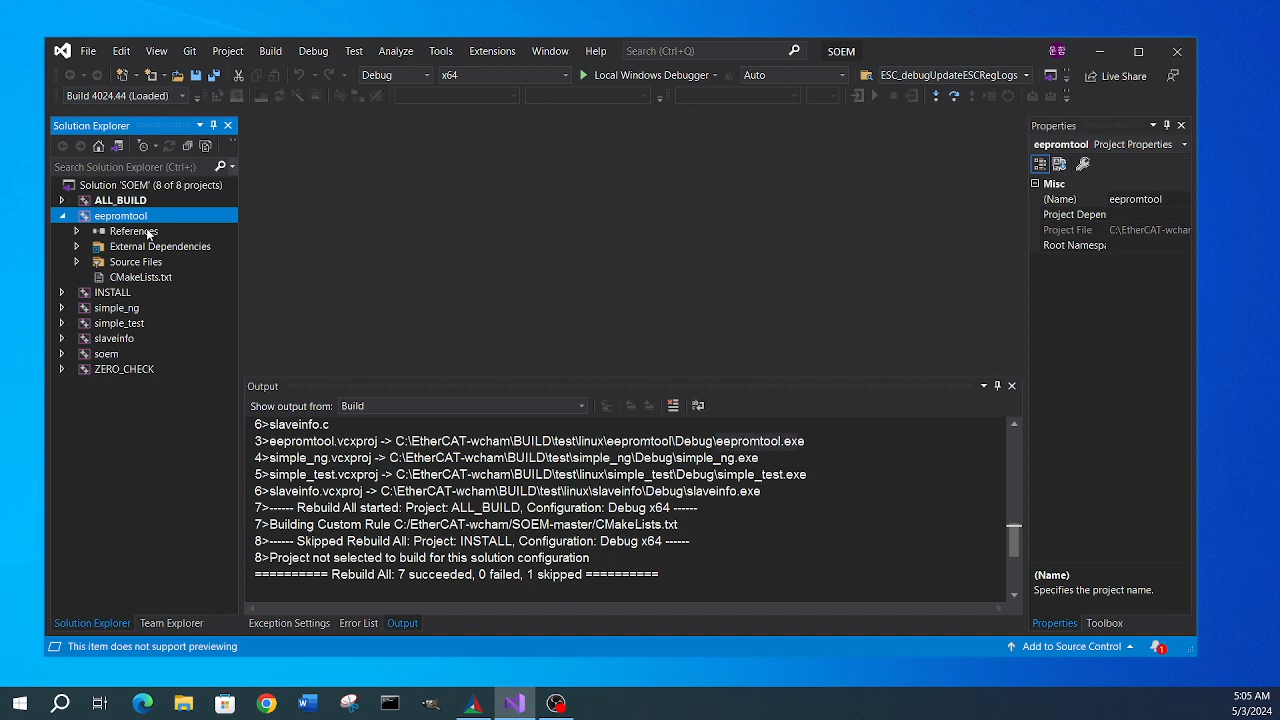 File Edit View Git Project Build Debug Test Analyze Tools Extensions Window Help Search (Ctrl+Q) SOEM 윤함
Debug x64 Local Windows Debugger Auto ESC_debugUpdateESCRegLogs Live Share
Build 4024.44 (Loaded)
Solution Explorer
Search Solution Explorer (Ctrl+;)
Solution 'SOEM' (8 of 8 projects)
ALL_BUILD
eepromtool
References
External Dependencies
Source Files
CMakeLists.txt
INSTALL
simple_ng
simple_test
slaveinfo
soem
ZERO_CHECK
Solution Explorer Team Explorer
Output
Show output from: Build
6>slaveinfo.c
3>eepromtool.vcxproj -> C:\EtherCAT-wcham\BUILD\test\linux\eepromtool\Debug\eepromtool.exe
4>simple_ng.vcxproj -> C:\EtherCAT-wcham\BUILD\test\simple_ng\Debug\simple_ng.exe
5>simple_test.vcxproj -> C:\EtherCAT-wcham\BUILD\test\linux\simple_test\Debug\simple_test.exe
6>slaveinfo.vcxproj -> C:\EtherCAT-wcham\BUILD\test\linux\slaveinfo\Debug\slaveinfo.exe
7>------ Rebuild All started: Project: ALL_BUILD, Configuration: Debug x64 ------
7>Building Custom Rule C:/EtherCAT-wcham/SOEM-master/CMakeLists.txt
8>------ Skipped Rebuild All: Project: INSTALL, Configuration: Debug x64 ------
8>Project not selected to build for this solution configuration
========== Rebuild All: 7 succeeded, 0 failed, 1 skipped ==========
Exception Settings Error List Output
Properties
eepromtool Project Properties
Misc
(Name) eepromtool
Project Depen
Project File C:\EtherCAT-wcham
Root Namespa
(Name)
Specifies the project name.
Properties Toolbox
This item does not support previewing Add to Source Control 1
5:05 AM
5/3/2024